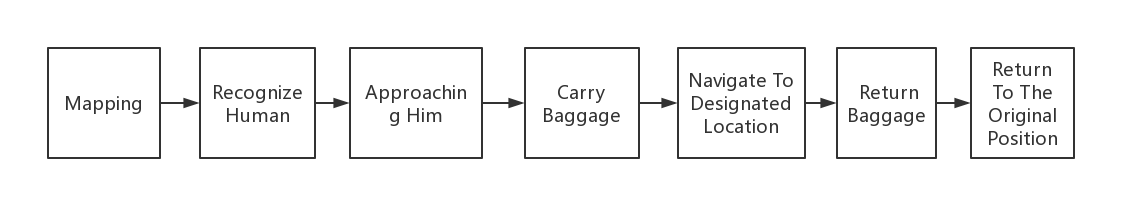 Mapping
Recognize
Human
Approachin
g Him
Carry
Baggage
Navigate To
Designated
Location
Return
Baggage
Return
To The
Original
Position